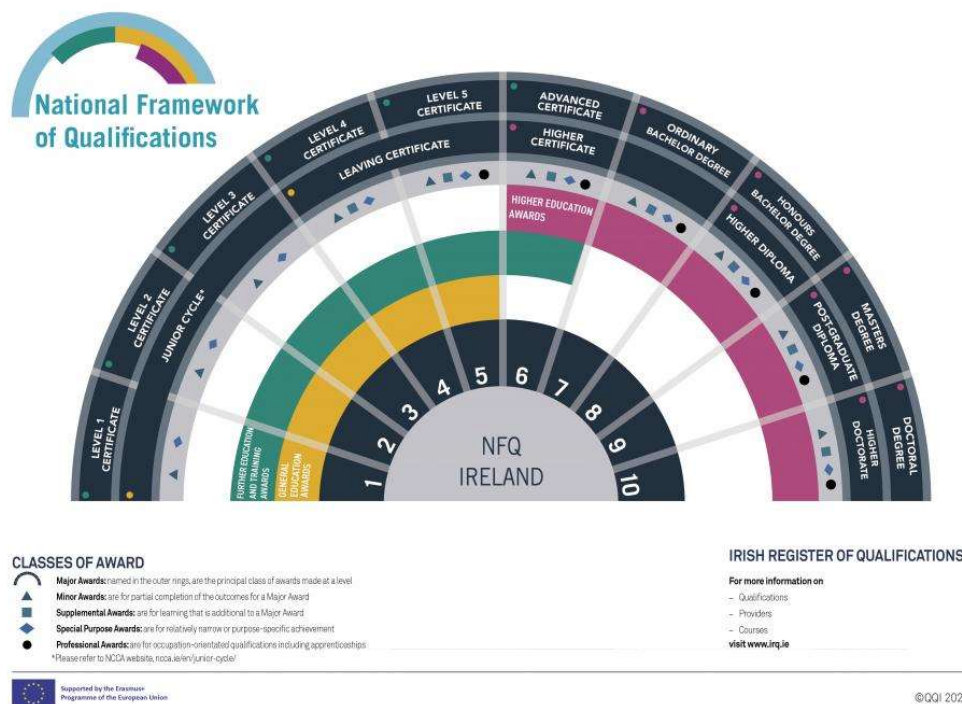 National Framework
of Qualifications
LEVEL 1
CERTIFICATE
LEVEL 2
CERTIFICATE
LEVEL 3
CERTIFICATE
LEVEL 4
CERTIFICATE
LEVEL 5
CERTIFICATE
ADVANCED
CERTIFICATE
ORDINARY
BACHELOR DEGREE
HONOURS
BACHELOR DEGREE
MASTERS
DEGREE
DOCTORAL
DEGREE
JUNIOR CYCLE*
LEAVING CERTIFICATE
HIGHER
CERTIFICATE
HIGHER DIPLOMA
POST-GRADUATE
DIPLOMA
HIGHER
DOCTORATE
HIGHER EDUCATION
AWARDS
FURTHER EDUCATION
AND TRAINING
AWARDS
GENERAL
EDUCATION
AWARDS
1
2
3
4
5
6
7
8
9
10
NFQ
IRELAND
CLASSES OF AWARD
Major Awards: named in the outer rings, are the principal class of awards made at a level
Minor Awards: are for partial completion of the outcomes for a Major Award
Supplemental Awards: are for learning that is additional to a Major Award
Special Purpose Awards: are for relatively narrow or purpose-specific achievement
Professional Awards: are for occupation-orientated qualifications including apprenticeships
*Please refer to NCCA website, ncca.ie/en/junior-cycle/
IRISH REGISTER OF QUALIFICATIONS
For more information on
– Qualifications
– Providers
– Courses
visit www.irq.ie
Supported by the Erasmus+
Programme of the European Union
©QQI 202